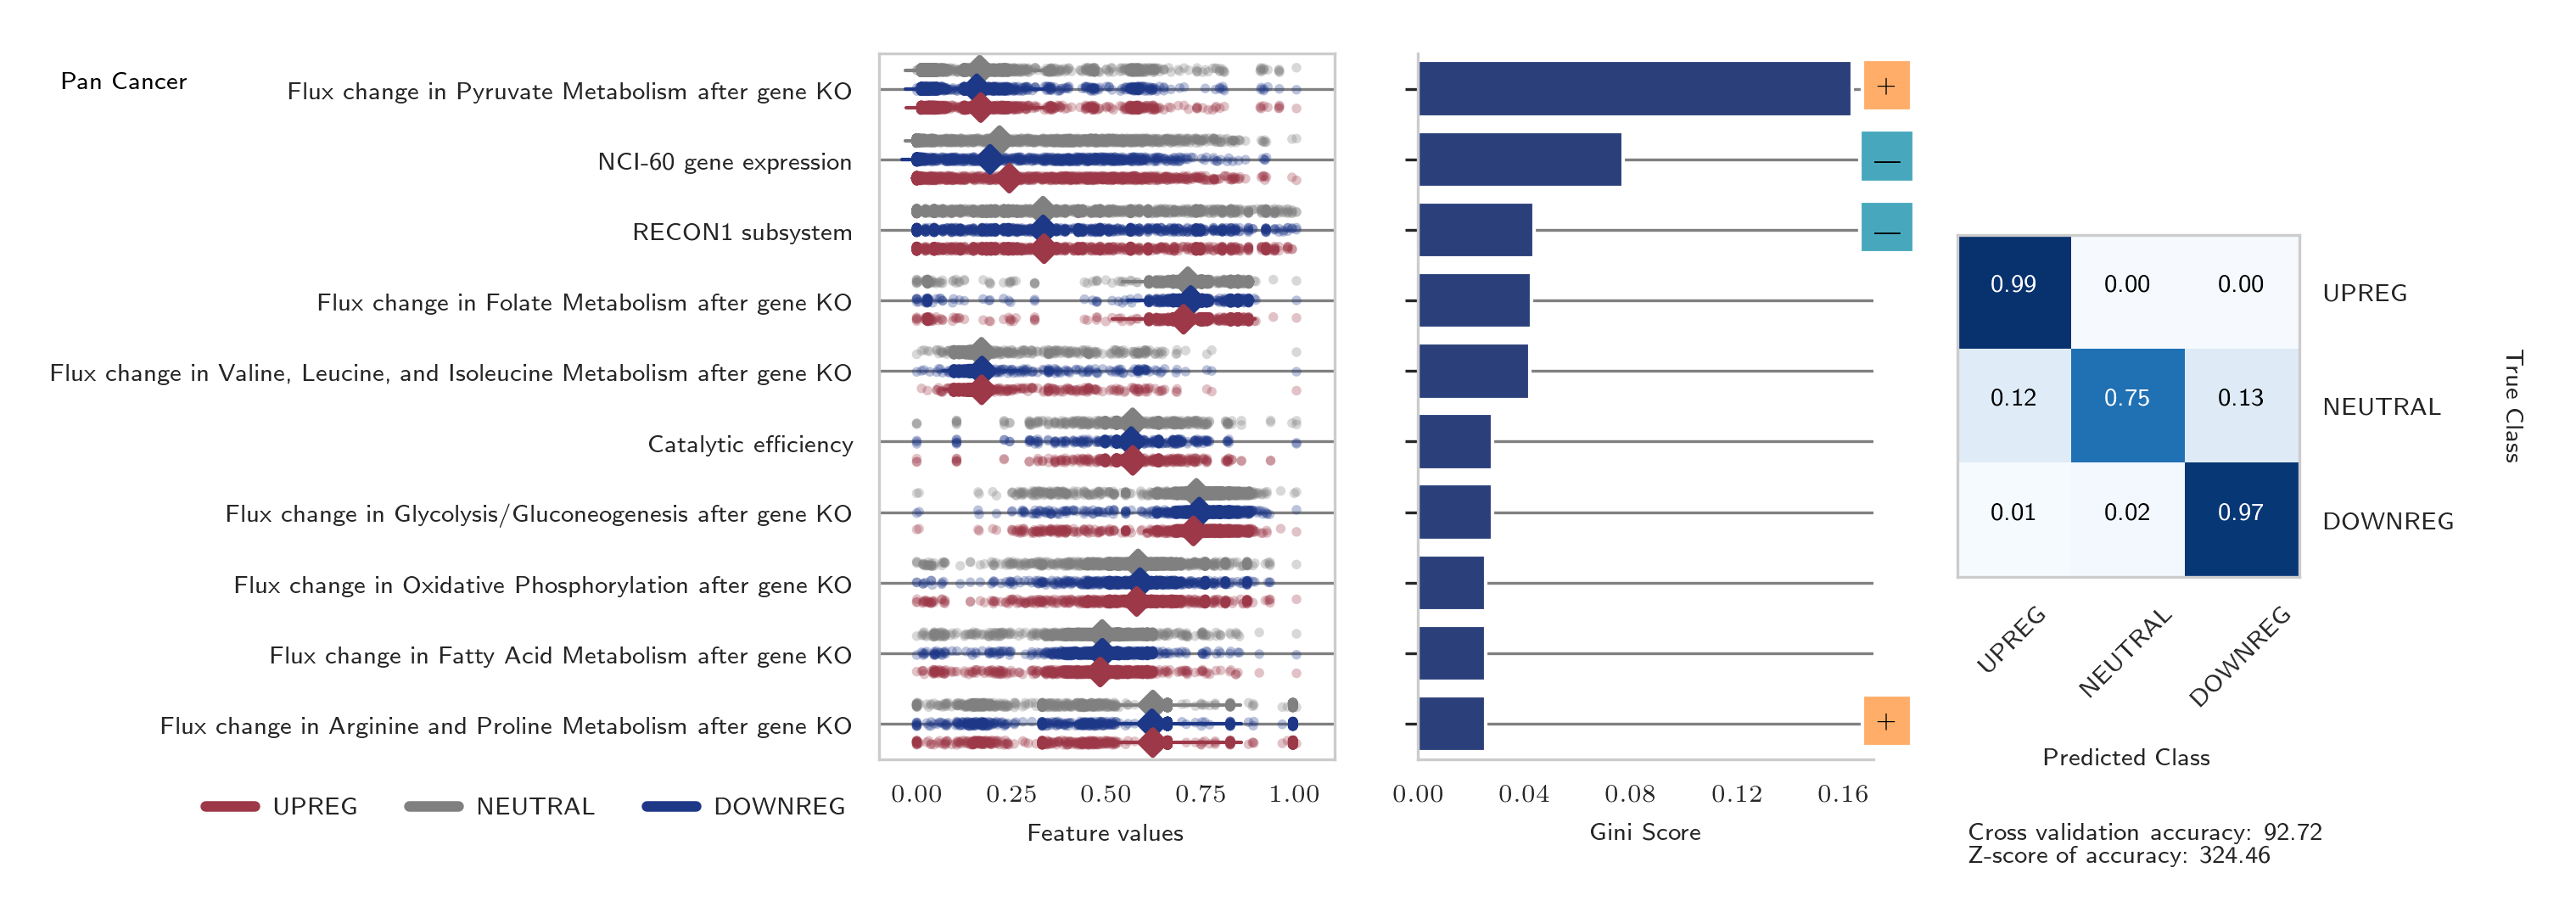 Pan Cancer
Flux change in Pyruvate Metabolism after gene KO
NCI-60 gene expression
RECON1 subsystem
Flux change in Folate Metabolism after gene KO
Flux change in Valine, Leucine, and Isoleucine Metabolism after gene KO
Catalytic efficiency
Flux change in Glycolysis/Gluconeogenesis after gene KO
Flux change in Oxidative Phosphorylation after gene KO
Flux change in Fatty Acid Metabolism after gene KO
Flux change in Arginine and Proline Metabolism after gene KO
UPREG NEUTRAL DOWNREG
0.00 0.25 0.50 0.75 1.00
Feature values
+
—
—
+
0.00 0.04 0.08 0.12 0.16
Gini Score
0.99 0.00 0.00 UPREG
0.12 0.75 0.13 NEUTRAL
0.01 0.02 0.97 DOWNREG
True Class
UPREG NEUTRAL DOWNREG
Predicted Class
Cross validation accuracy: 92.72
Z-score of accuracy: 324.46